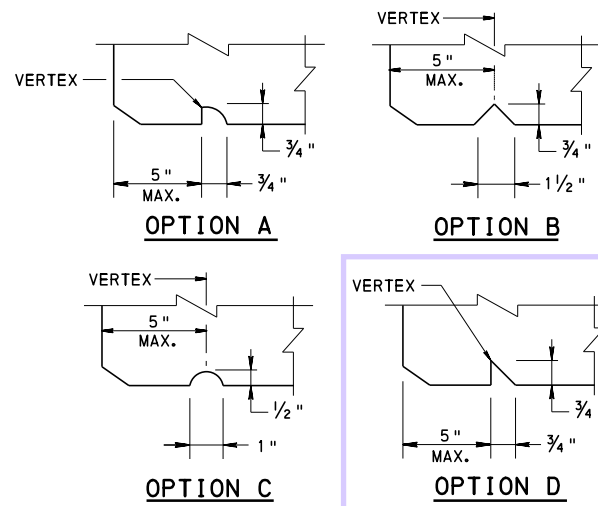 VERTEX
5"
MAX.
3/4"
3/4"
OPTION A
VERTEX
5"
MAX.
3/4"
1 1/2"
OPTION B
VERTEX
5"
MAX.
1/2"
1"
OPTION C
VERTEX
3/4
5"
MAX.
3/4"
OPTION D